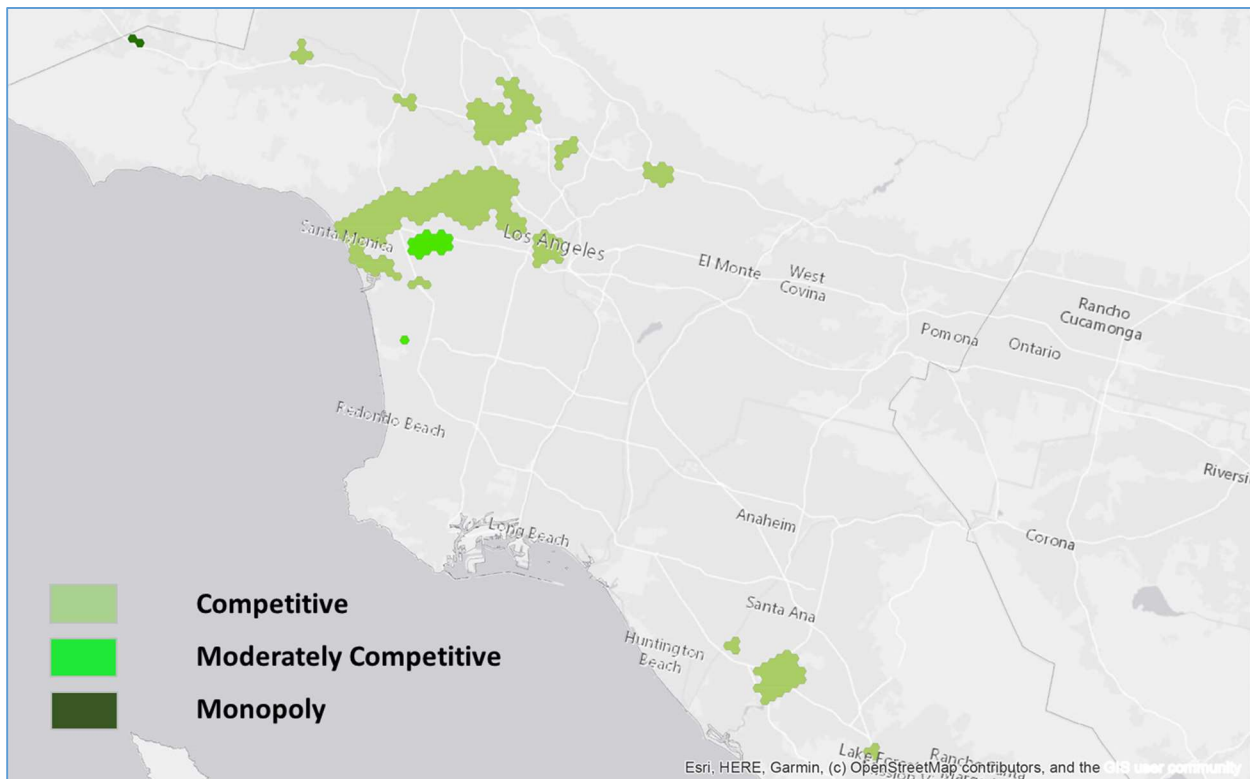 Santa Monica
Los Angeles
El Monte
West
Covina
Rancho
Cucamonga
Pomona
Ontario
Redondo Beach
Long Beach
Anaheim
Corona
Santa Ana
Huntington
Beach
Competitive
Moderately Competitive
Monopoly
Esri, HERE, Garmin, (c) OpenStreetMap contributors, and the GIS user community